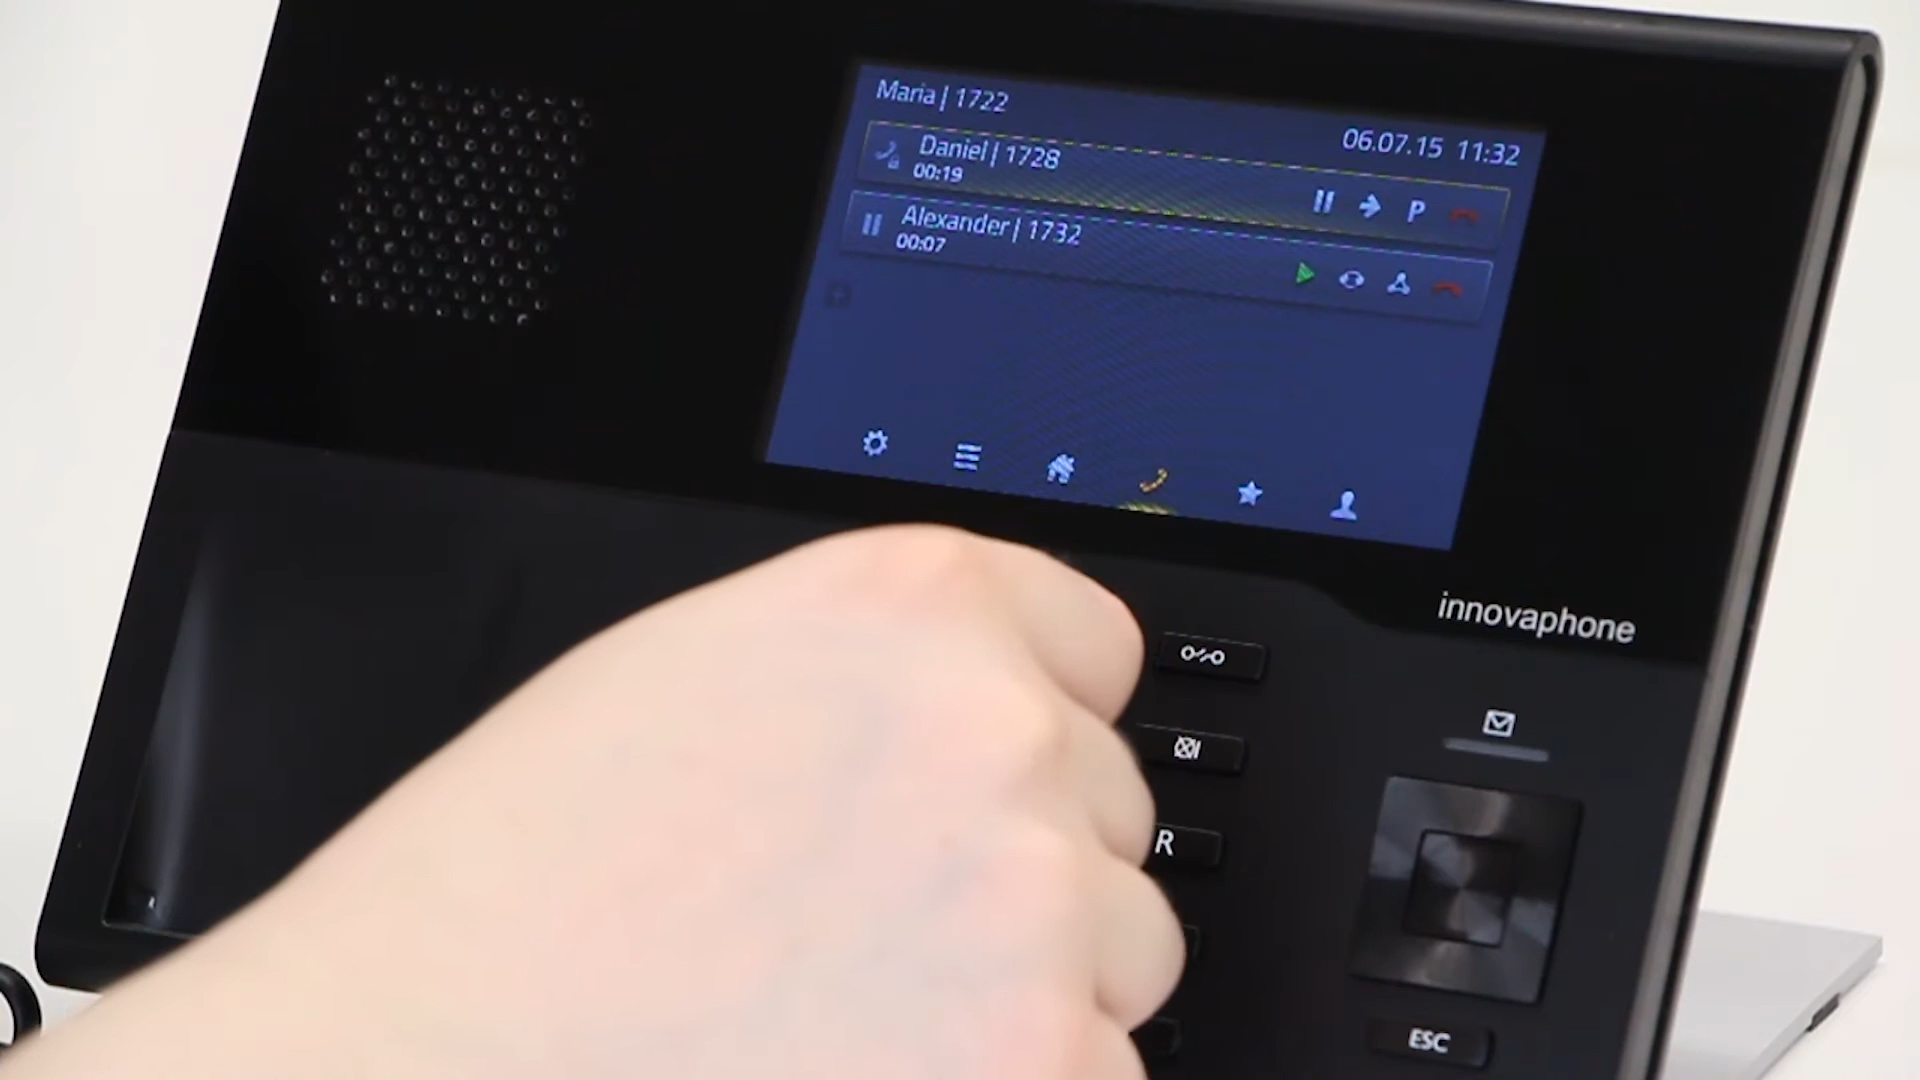 Maria | 1722
06.07.15 11:32
Daniel | 1728
00:19
P
Alexander | 1732
00:07
innovaphone
R
ESC